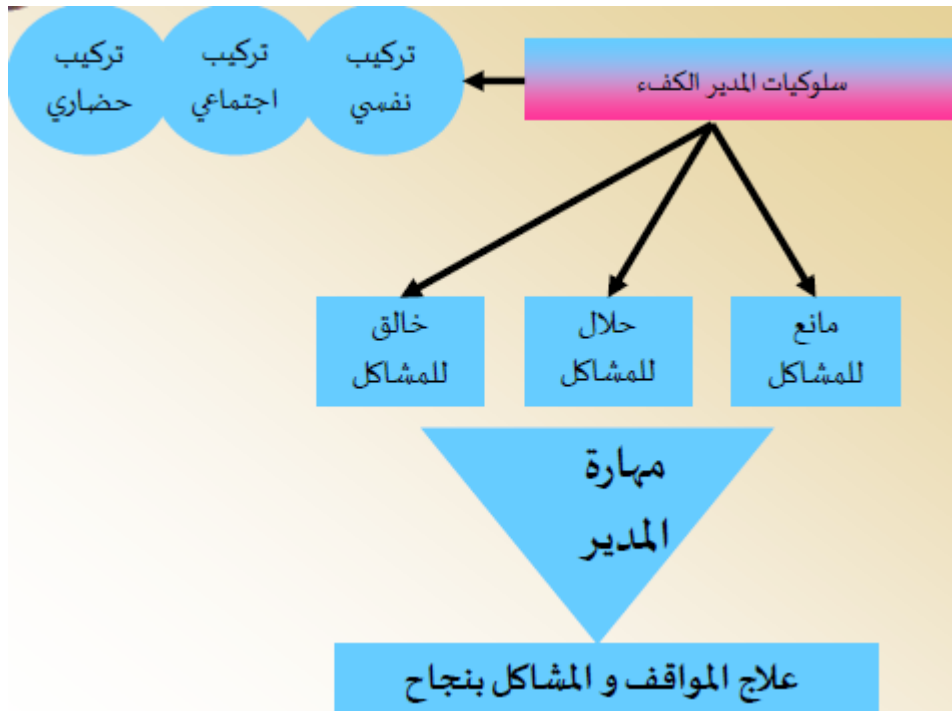 سلوكيات المدير الكفء
تركيب
نفسي
تركيب
اجتماعي
تركيب
حضاري
مانع
للمشاكل
حلال
للمشاكل
خالق
للمشاكل
مهارة
المدير
علاج المواقف و المشاكل بنجاح